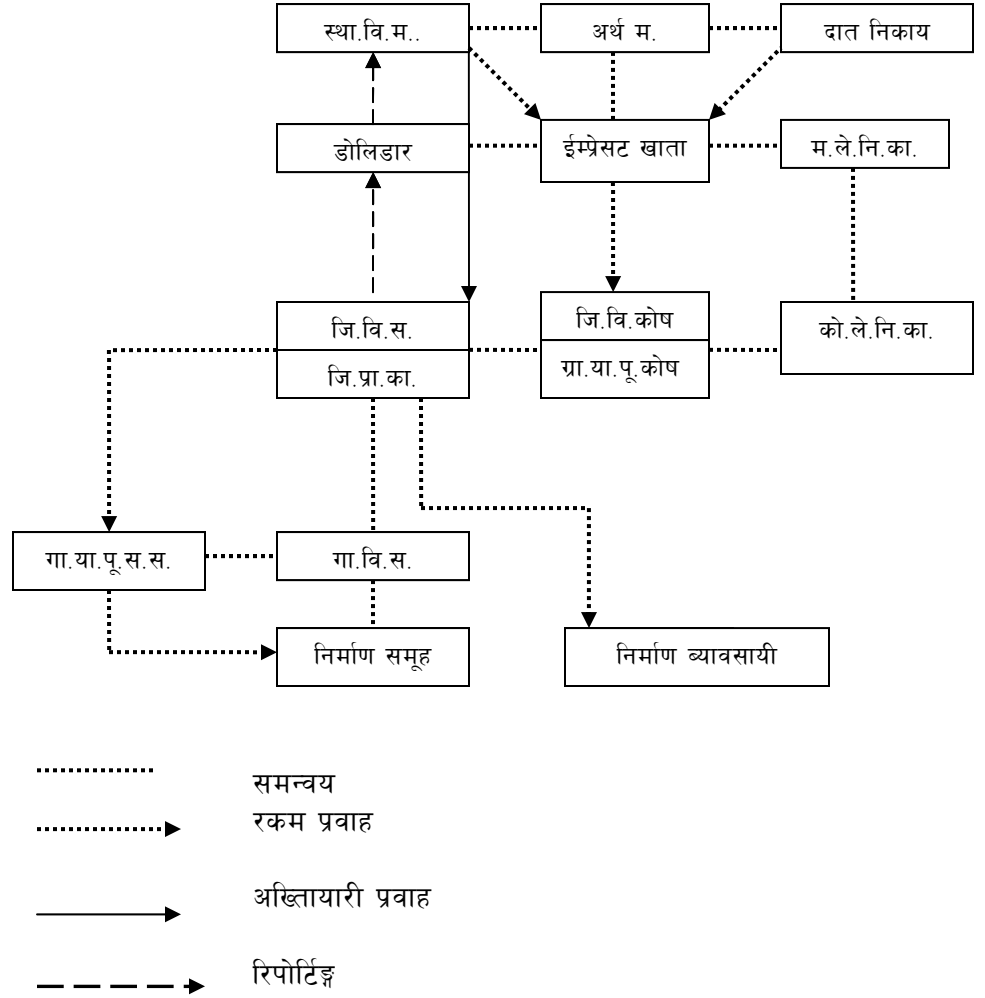 स्था.वि.म..
अर्थ म.
दात निकाय
डोलिडार
ईम्प्रेसट खाता
म.ले.नि.का.
जि.वि.स.
जि.वि.कोष
को.ले.नि.का.
जि.प्रा.का.
ग्रा.या.पू.कोष
गा.या.पू.स.स.
गा.वि.स.
निर्माण समूह
निर्माण ब्यावसायी
समन्वय
रकम प्रवाह
अख्तिायारी प्रवाह
रिपोर्टिङ्ग